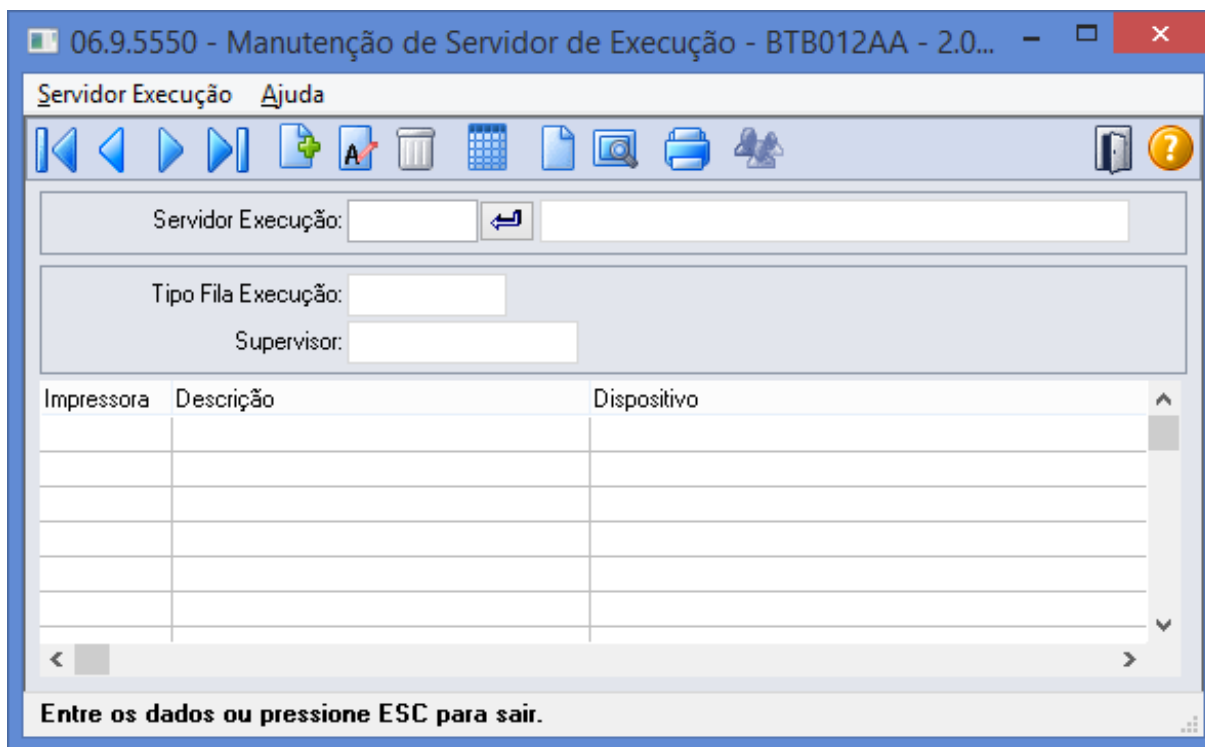 06.9.5550 - Manutenção de Servidor de Execução - BTB012AA - 2.0...
Servidor Execução Ajuda
Servidor Execução:
Tipo Fila Execução:
Supervisor:
Impressora Descrição Dispositivo
Entre os dados ou pressione ESC para sair.